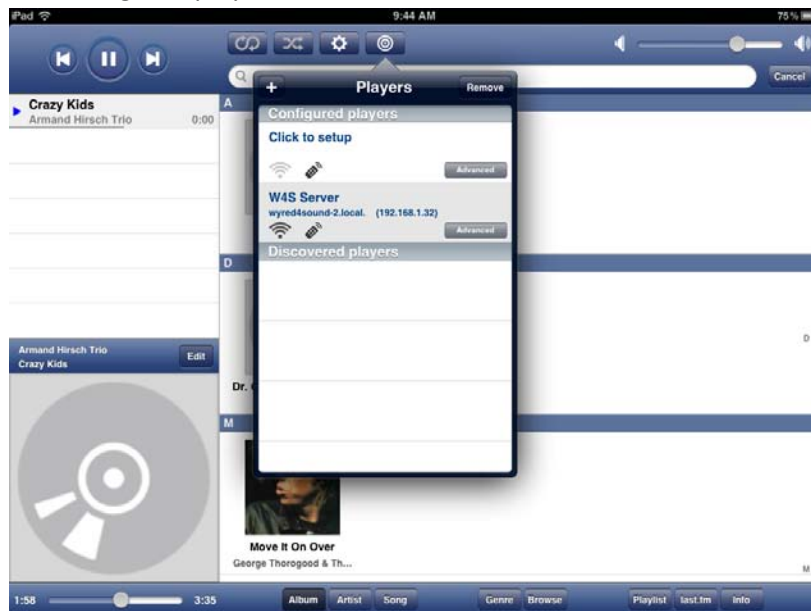 iPad
9:44 AM
75%
Cancel
Players
Remove
Configured players
Click to setup
Advanced
W4S Server
wyred4sound-2.local. (192.168.1.32)
Advanced
Discovered players
Crazy Kids
Armand Hirsch Trio 0:00
A
D
D
Dr.
M
Armand Hirsch Trio
Crazy Kids
Edit
Move It On Over
George Thorogood & Th...
M
1:58
3:35
Album Artist Song Genre Browse Playlist last.fm Info